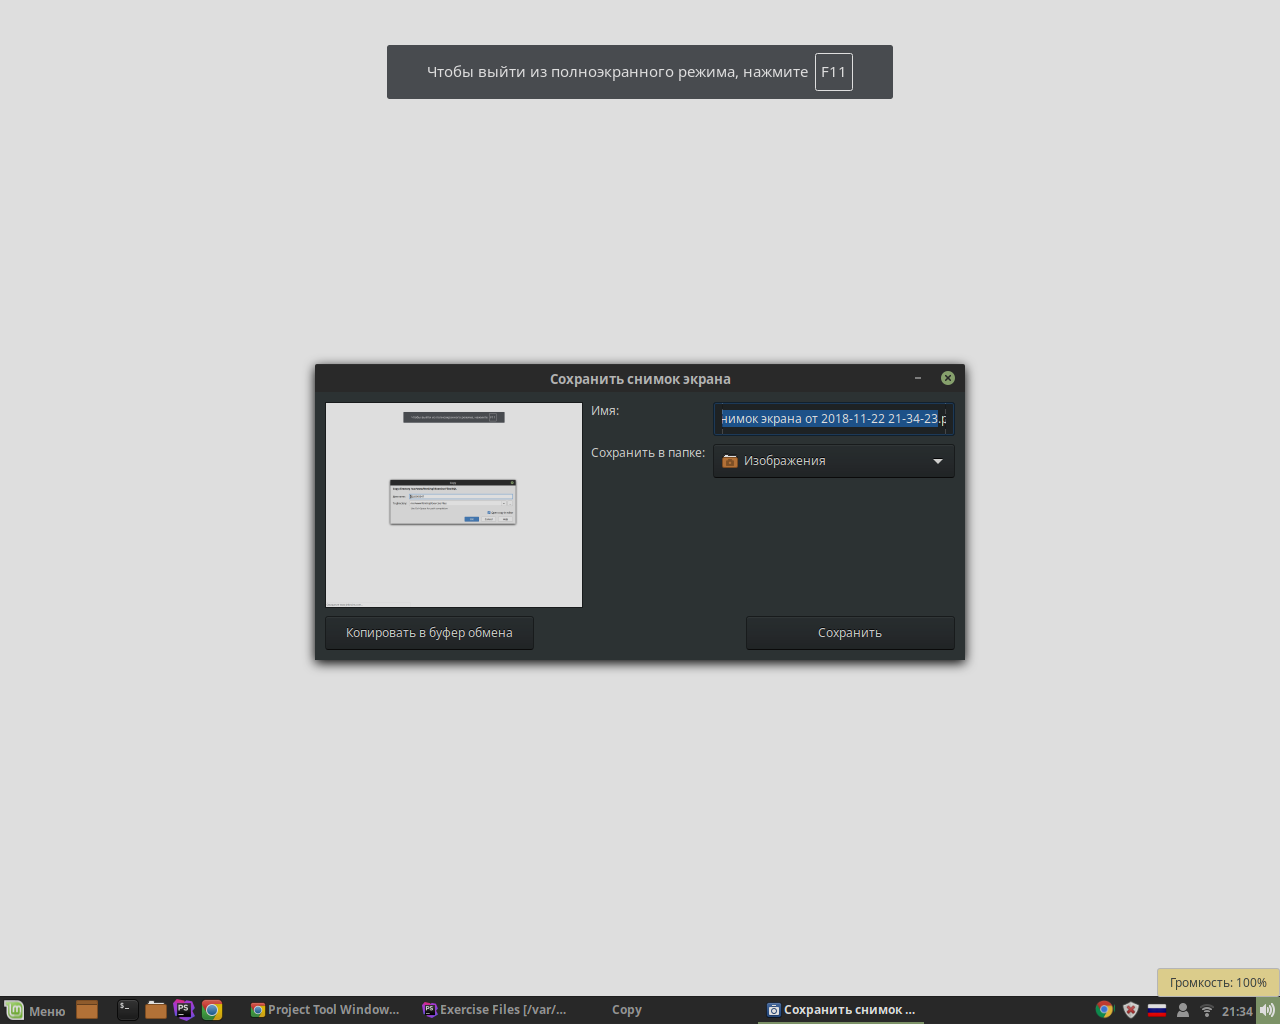 Чтобы выйти из полноэкранного режима, нажмите F11
Сохранить снимок экрана
Имя:
нимок экрана от 2018-11-22 21-34-23.p
Сохранить в папке:
Изображения
Копировать в буфер обмена
Сохранить
Громкость: 100%
Меню
Project Tool Window...
Exercise Files [/var/...
Copy
Сохранить снимок ...
21:34